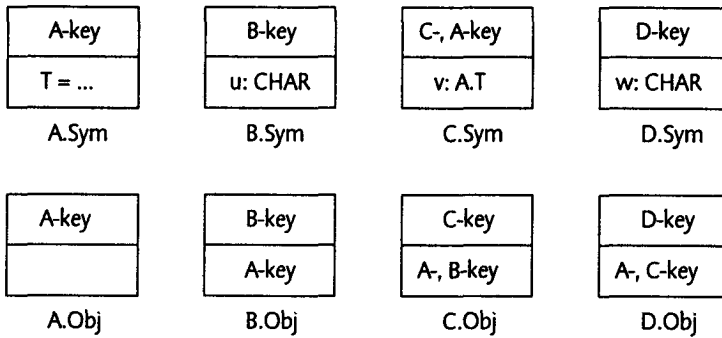 A-key B-key C-, A-key D-key
T = ... u: CHAR v: A.T w: CHAR
A.Sym B.Sym C.Sym D.Sym
A-key B-key C-key D-key
A-key A-, B-key A-, C-key
A.Obj B.Obj C.Obj D.Obj